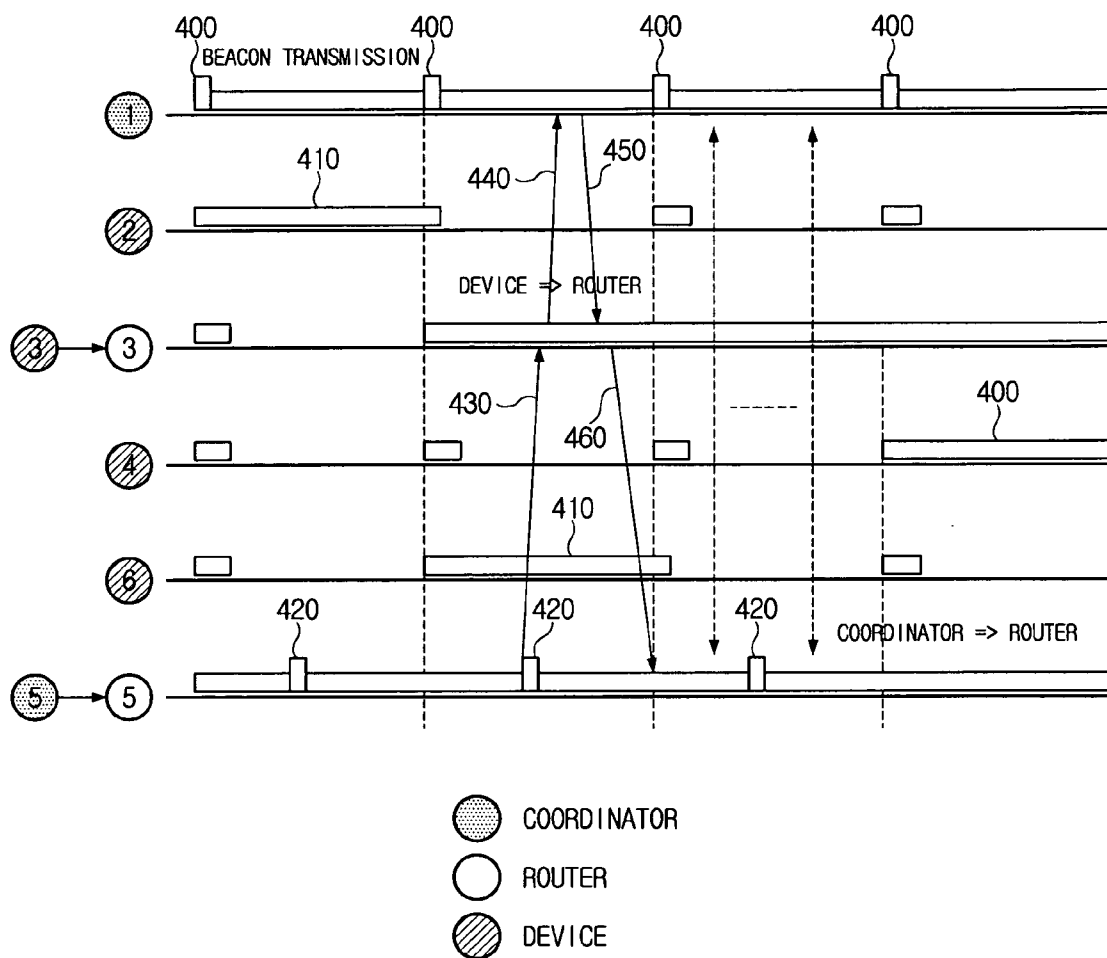 400 400 400 400
BEACON TRANSMISSION
1
410 440 450
2
DEVICE => ROUTER
3 3
430 460 400
4
410
6
420 420 420
COORDINATOR => ROUTER
5 5
COORDINATOR
ROUTER
DEVICE